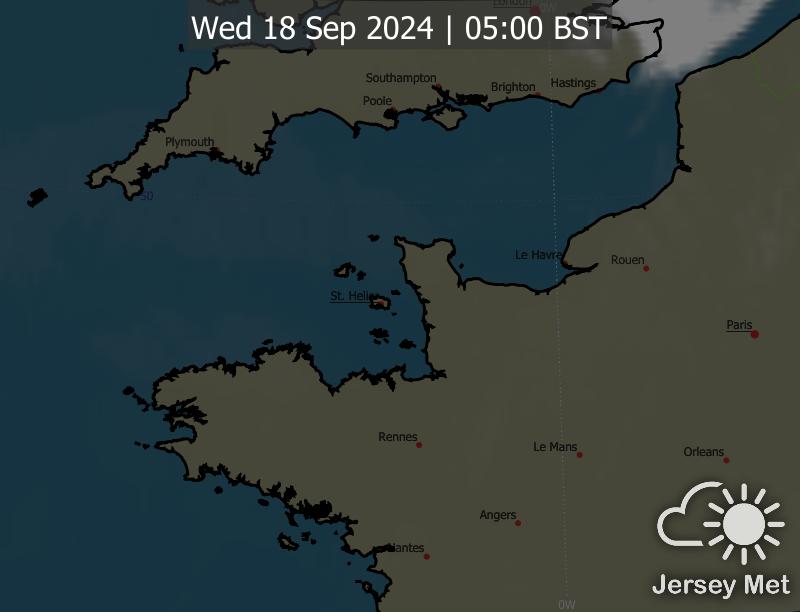 London
0W
Wed 18 Sep 2024 | 05:00 BST
Southampton
Brighton
Hastings
Poole
Plymouth
50
Le Havre
Rouen
St. Helier
Paris
Rennes
Le Mans
Orleans
Angers
Nantes
Jersey Met
0W